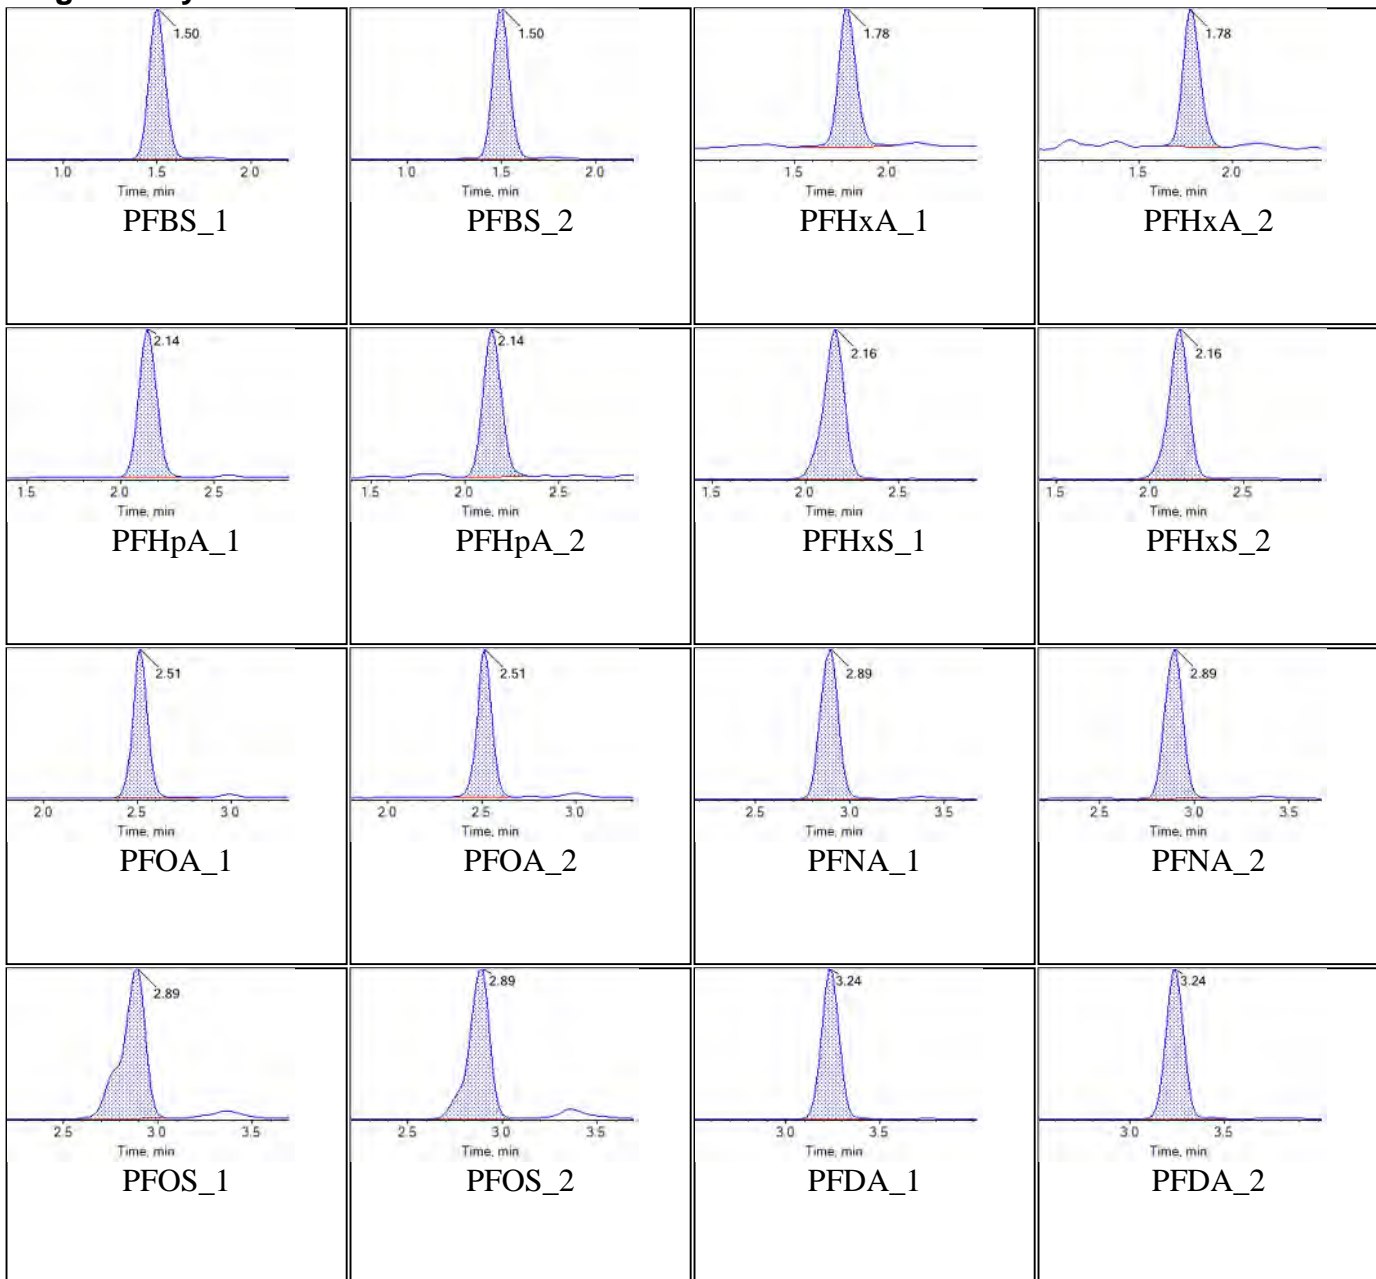 1.50 1.50 1.78 1.78
1.0 1.5 2.0 1.0 1.5 2.0 1.5 2.0 1.5 2.0
Time, min Time, min Time, min Time, min
PFBS_1 PFBS_2 PFHxA_1 PFHxA_2
2.14 2.14 2.16 2.16
1.5 2.0 2.5 1.5 2.0 2.5 1.5 2.0 2.5 1.5 2.0 2.5
Time, min Time, min Time, min Time, min
PFHpA_1 PFHpA_2 PFHxS_1 PFHxS_2
2.51 2.51 2.89 2.89
2.0 2.5 3.0 2.0 2.5 3.0 2.5 3.0 3.5 2.5 3.0 3.5
Time, min Time, min Time, min Time, min
PFOA_1 PFOA_2 PFNA_1 PFNA_2
2.89 2.89 3.24 3.24
2.5 3.0 3.5 2.5 3.0 3.5 3.0 3.5 3.0 3.5
Time, min Time, min Time, min Time, min
PFOS_1 PFOS_2 PFDA_1 PFDA_2